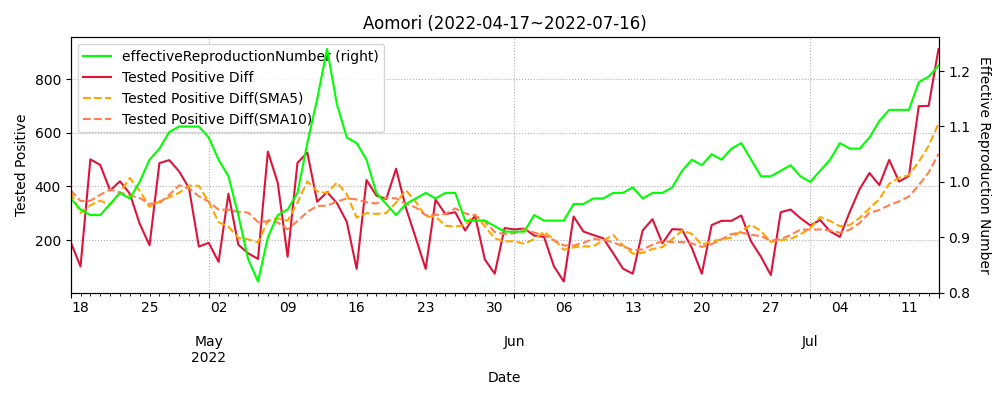 Aomori (2022-04-17~2022-07-16)
effectiveReproductionNumber (right)
Tested Positive Diff
Tested Positive Diff(SMA5)
Tested Positive Diff(SMA10)
Tested Positive
800
600
400
200
Effective Reproduction Number
1.2
1.1
1.0
0.9
0.8
18 25 02 09 16 23 30 06 13 20 27 04 11
May Jun Jul
2022
Date